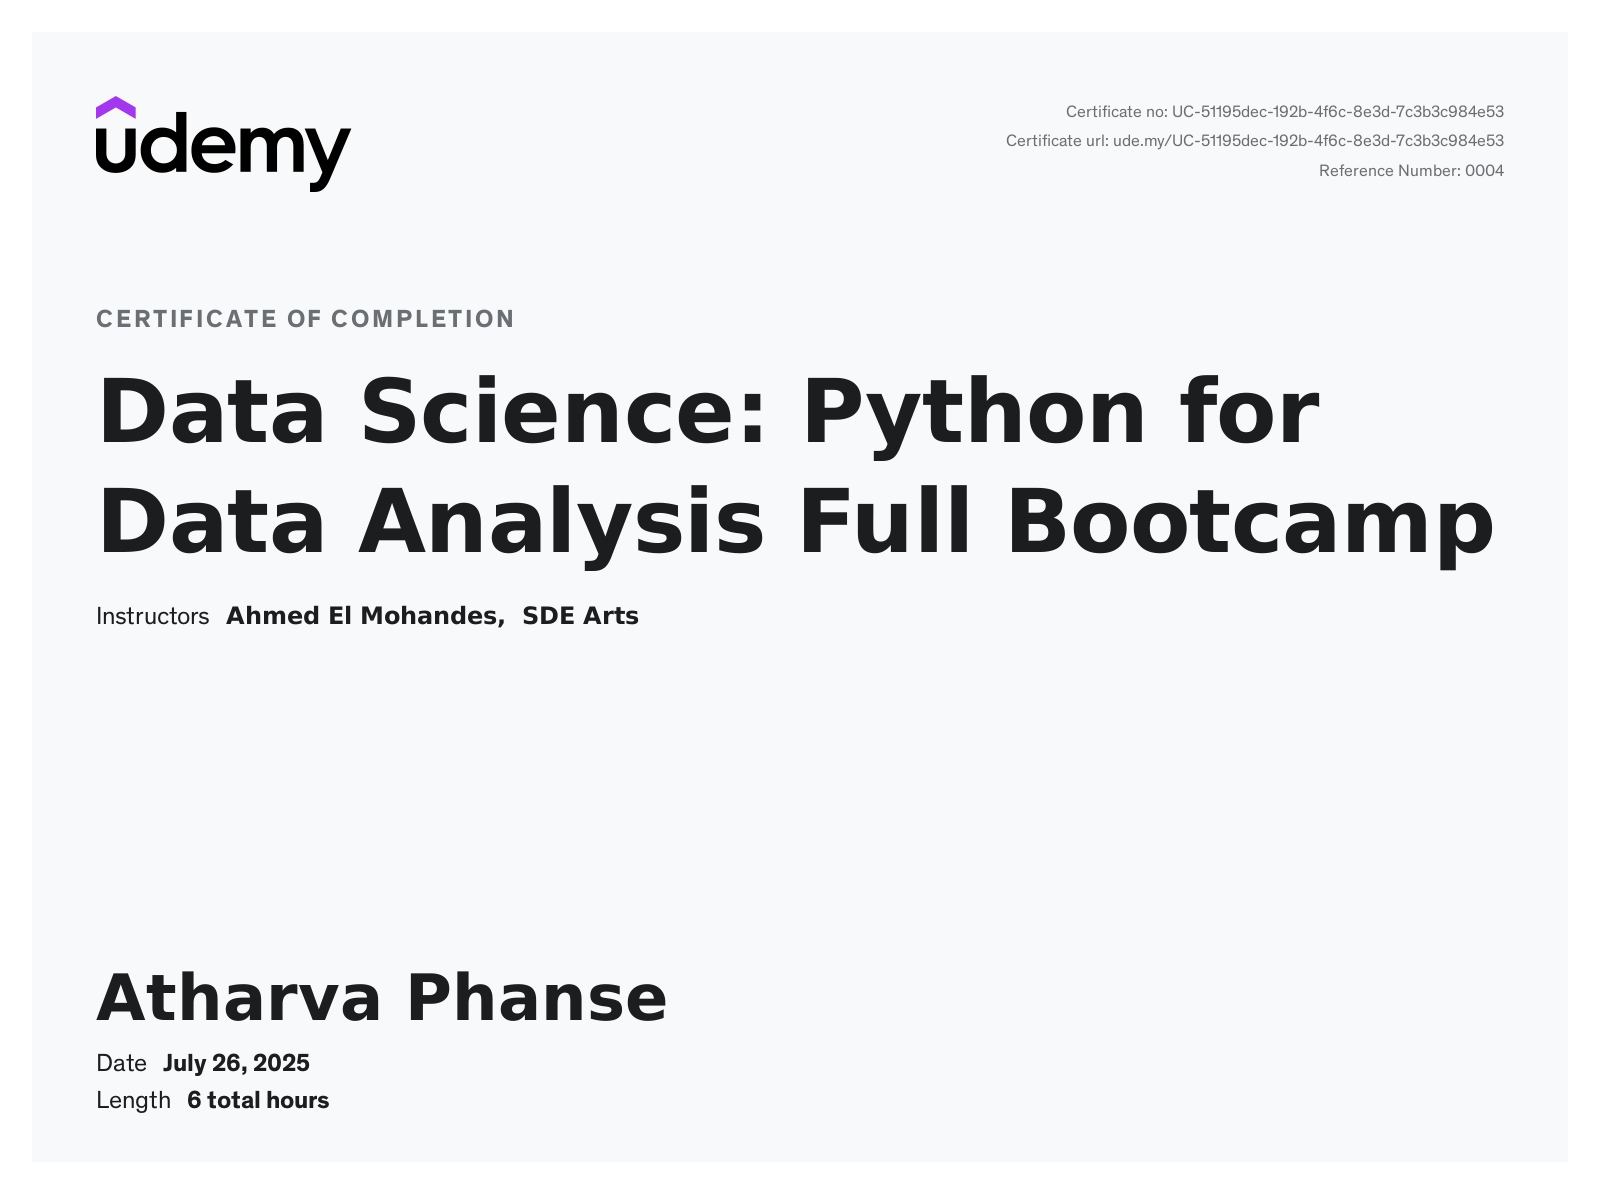 udemy
Certificate no: UC-51195dec-192b-4f6c-8e3d-7c3b3c984e53
Certificate url: ude.my/UC-51195dec-192b-4f6c-8e3d-7c3b3c984e53
Reference Number: 0004
CERTIFICATE OF COMPLETION
Data Science: Python for
Data Analysis Full Bootcamp
Instructors Ahmed El Mohandes, SDE Arts
Atharva Phanse
Date July 26, 2025
Length 6 total hours